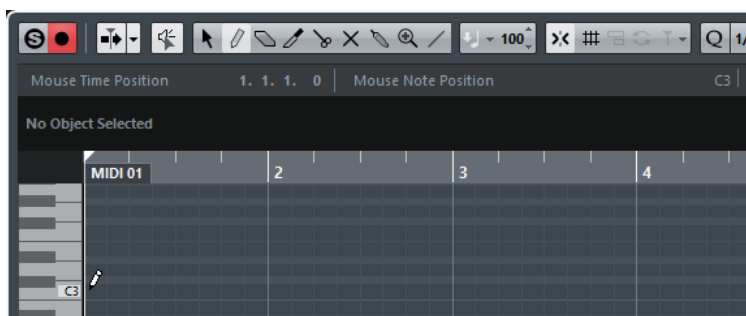 S 100 Q 1/
Mouse Time Position 1. 1. 1. 0 Mouse Note Position C3
No Object Selected
MIDI 01 2 3 4
C3